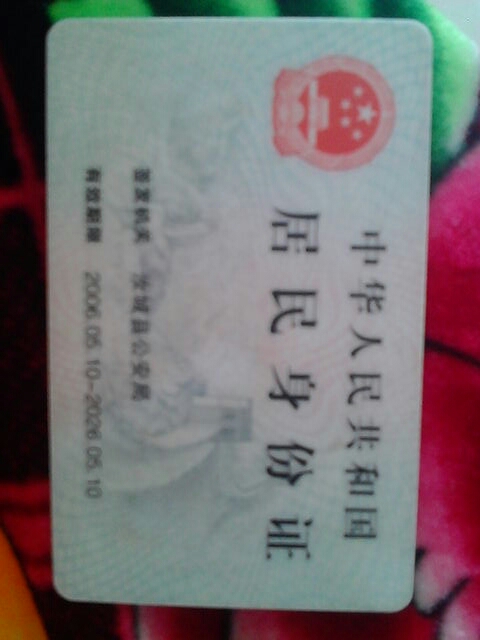 中华人民共和国
居民身份证
签发机关 汝城县公安局
有效期限 2006.05.10-2026.05.10